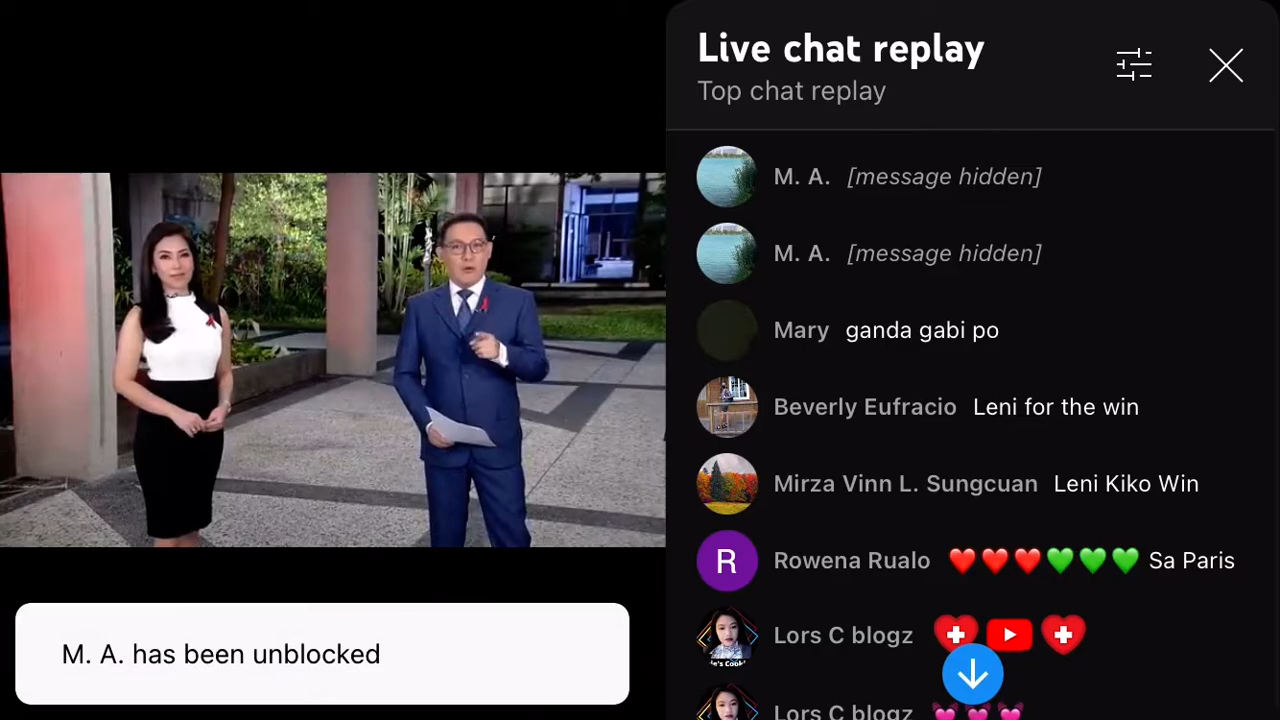 Live chat replay
Top chat replay
M. A. [message hidden]
M. A. [message hidden]
Mary ganda gabi po
Beverly Eufracio Leni for the win
Mirza Vinn L. Sungcuan Leni Kiko Win
R Rowena Rualo ❤️❤️❤️💚💚💚 Sa Paris
Lors C blogz
Lors C blogz
M. A. has been unblocked